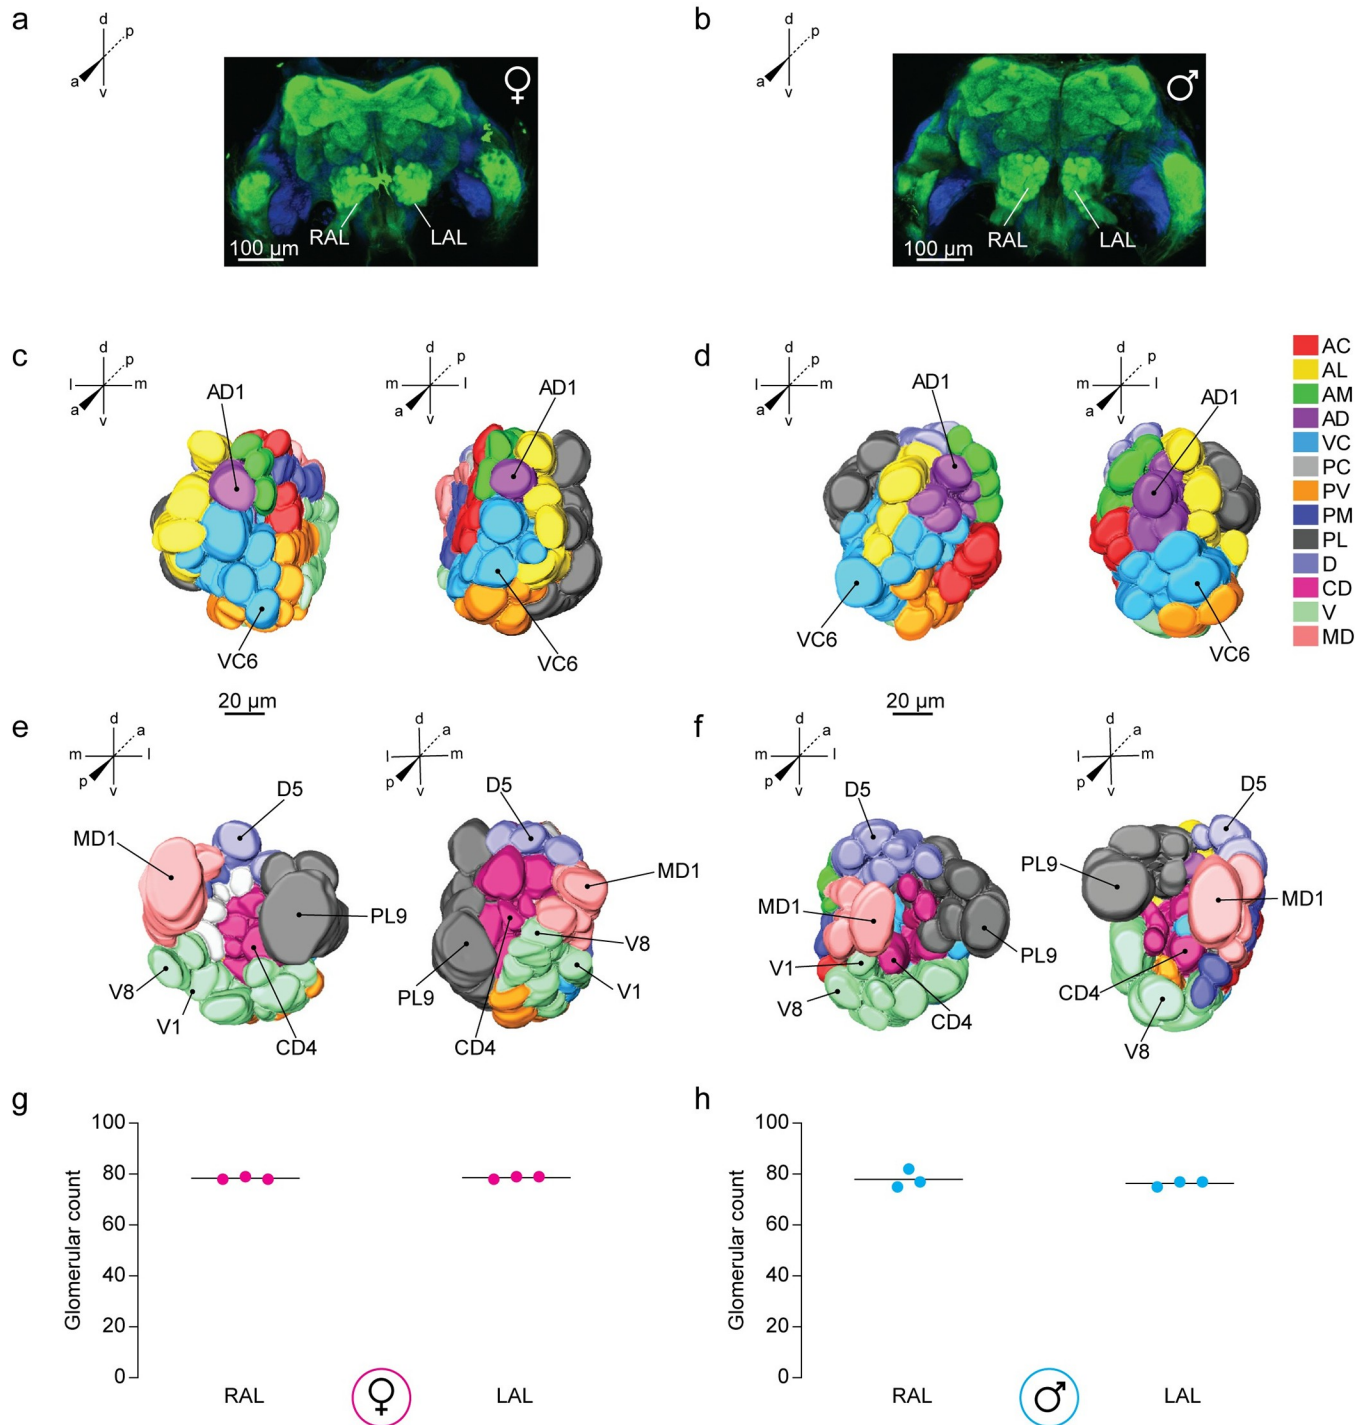 a
d
p
a
v
♀
RAL
LAL
100 µm
b
d
p
a
v
♂
RAL
LAL
100 µm
c
d
p
l
m
a
v
AD1
VC6
d
p
m
l
a
v
AD1
VC6
20 µm
d
d
p
l
m
a
v
AD1
VC6
d
p
m
l
a
v
AD1
VC6
20 µm
AC
AL
AM
AD
VC
PC
PV
PM
PL
D
CD
V
MD
e
d
a
m
l
p
v
D5
MD1
PL9
V8
V1
CD4
d
a
l
m
p
v
D5
MD1
V8
V1
PL9
CD4
f
d
a
m
l
p
v
D5
MD1
V1
V8
PL9
CD4
d
a
l
m
p
v
D5
PL9
MD1
CD4
V8
g
Glomerular count
100
80
60
40
20
0
RAL
♀
LAL
h
Glomerular count
100
80
60
40
20
0
RAL
♂
LAL